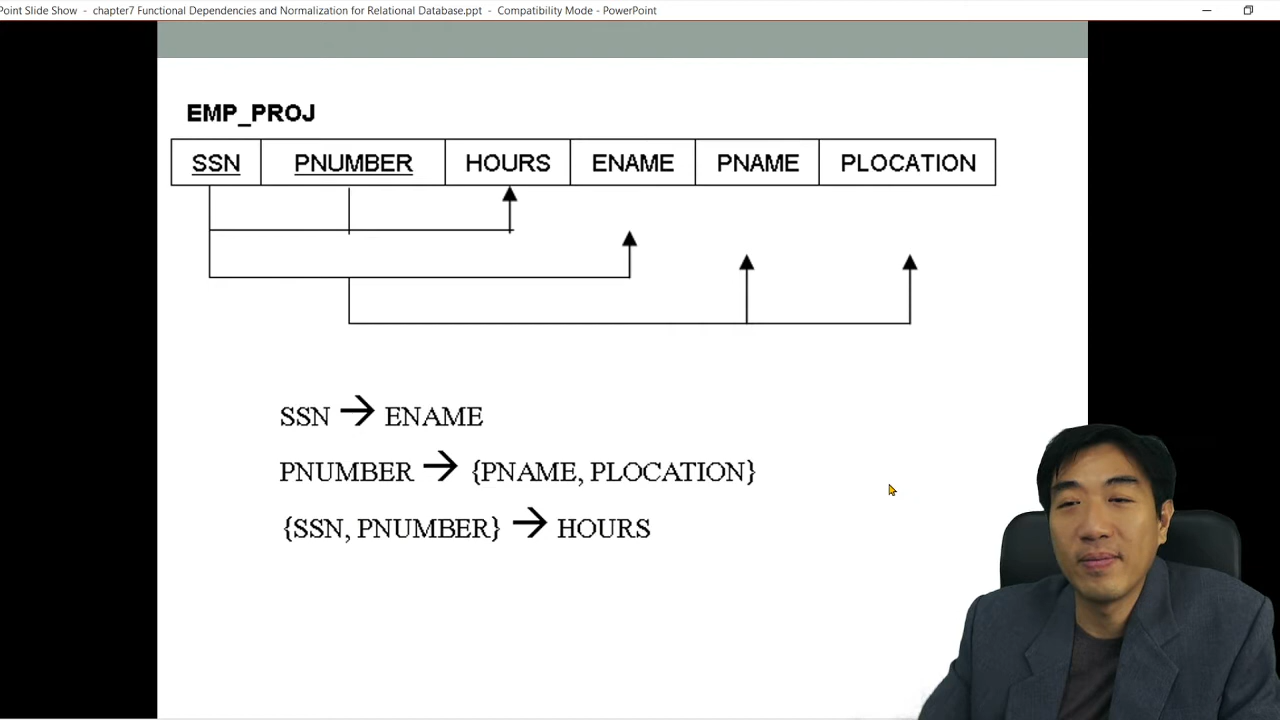 Point Slide Show - chapter7 Functional Dependencies and Normalization for Relational Database.ppt - Compatibility Mode - PowerPoint
EMP_PROJ
SSN PNUMBER HOURS ENAME PNAME PLOCATION
SSN → ENAME
PNUMBER → {PNAME, PLOCATION}
{SSN, PNUMBER} → HOURS